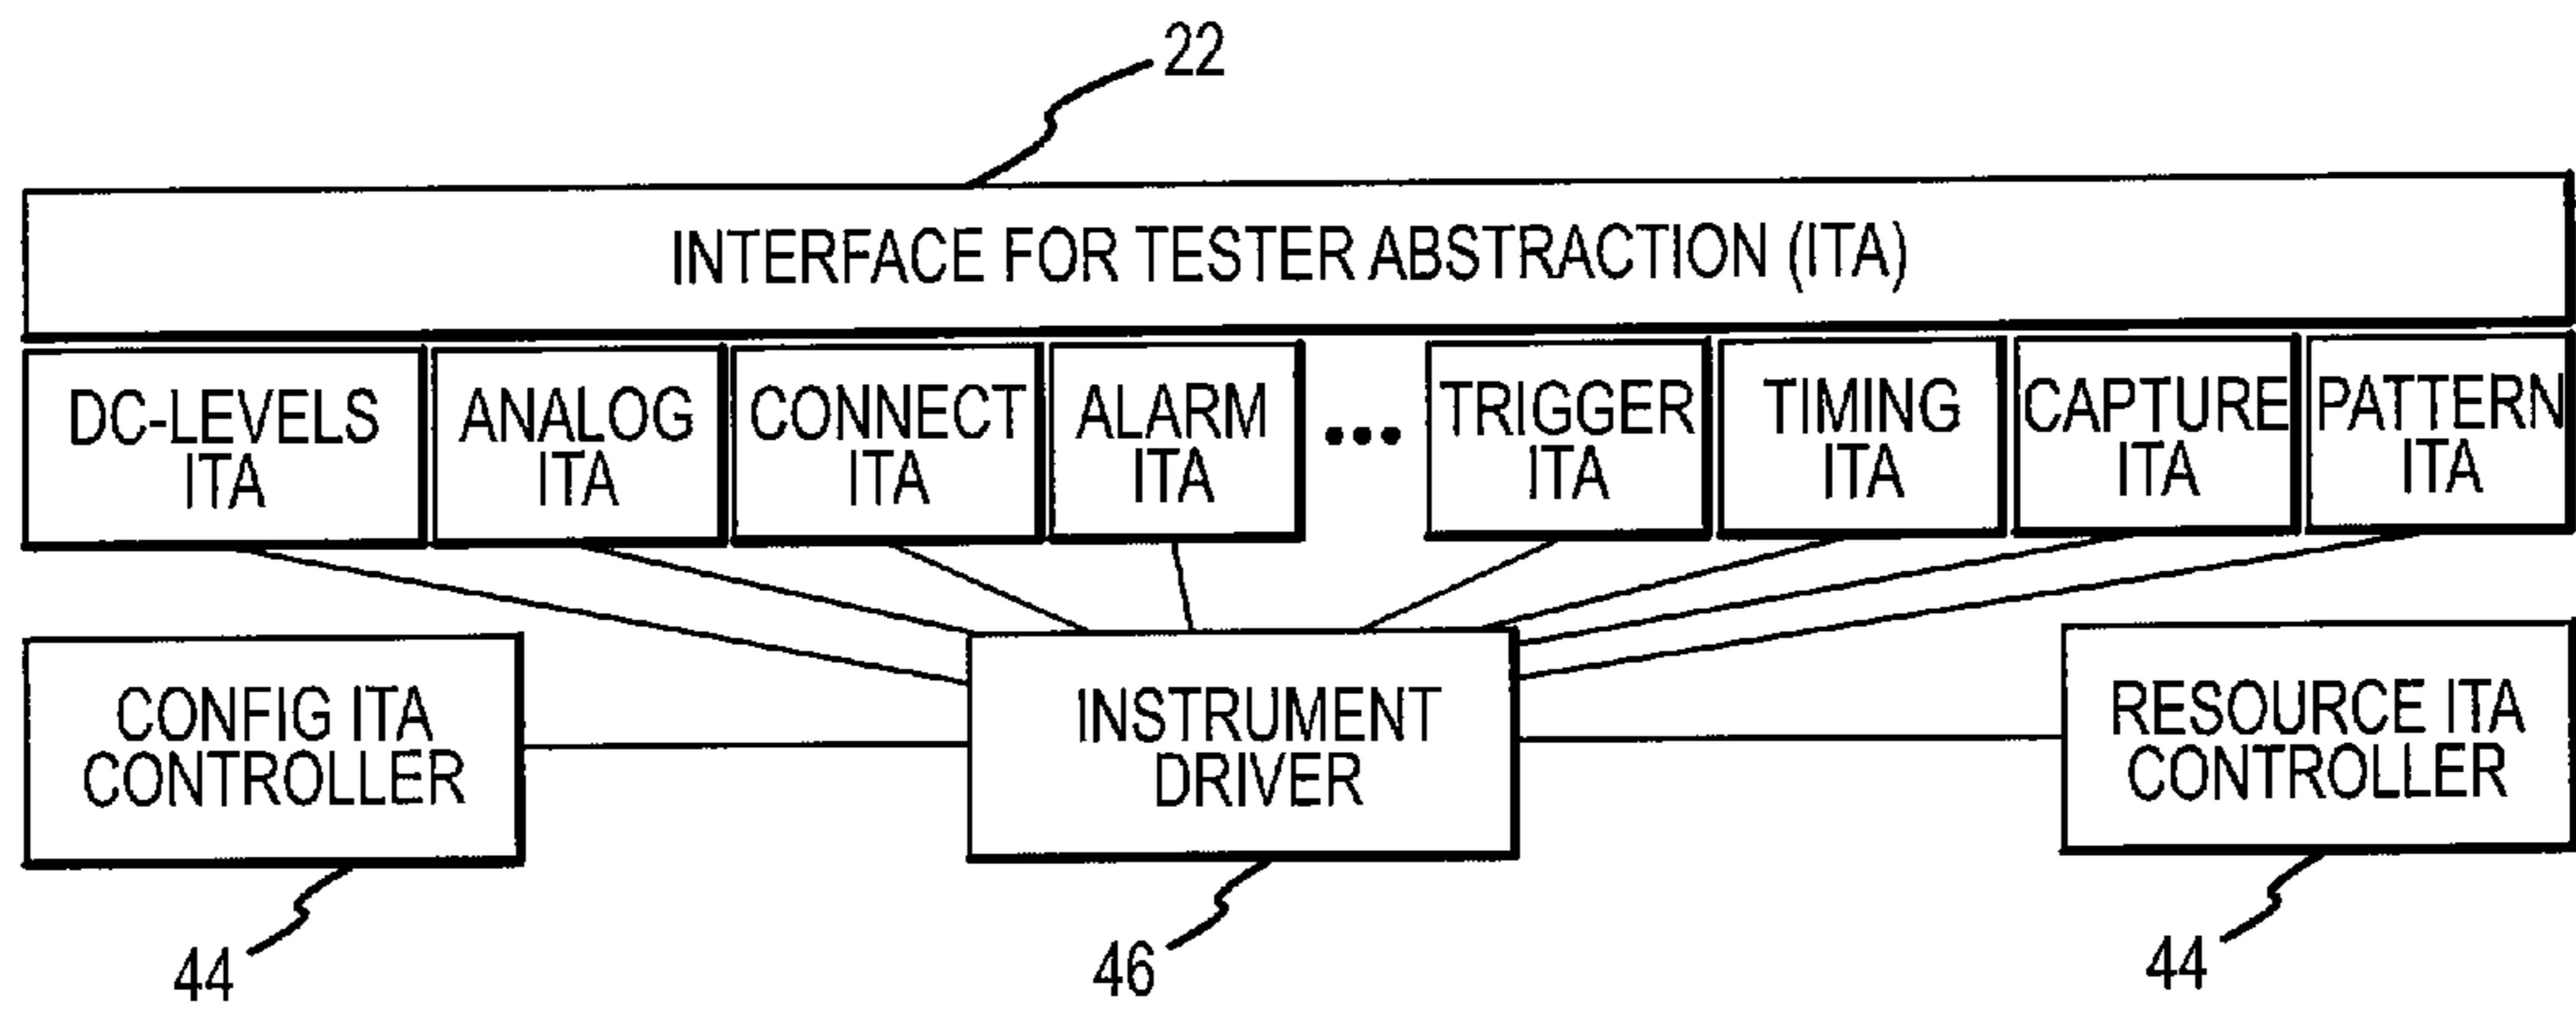 22
INTERFACE FOR TESTER ABSTRACTION (ITA)
DC-LEVELS
ITA
ANALOG
ITA
CONNECT
ITA
ALARM
ITA
•••
TRIGGER
ITA
TIMING
ITA
CAPTURE
ITA
PATTERN
ITA
CONFIG ITA
CONTROLLER
INSTRUMENT
DRIVER
RESOURCE ITA
CONTROLLER
44
46
44